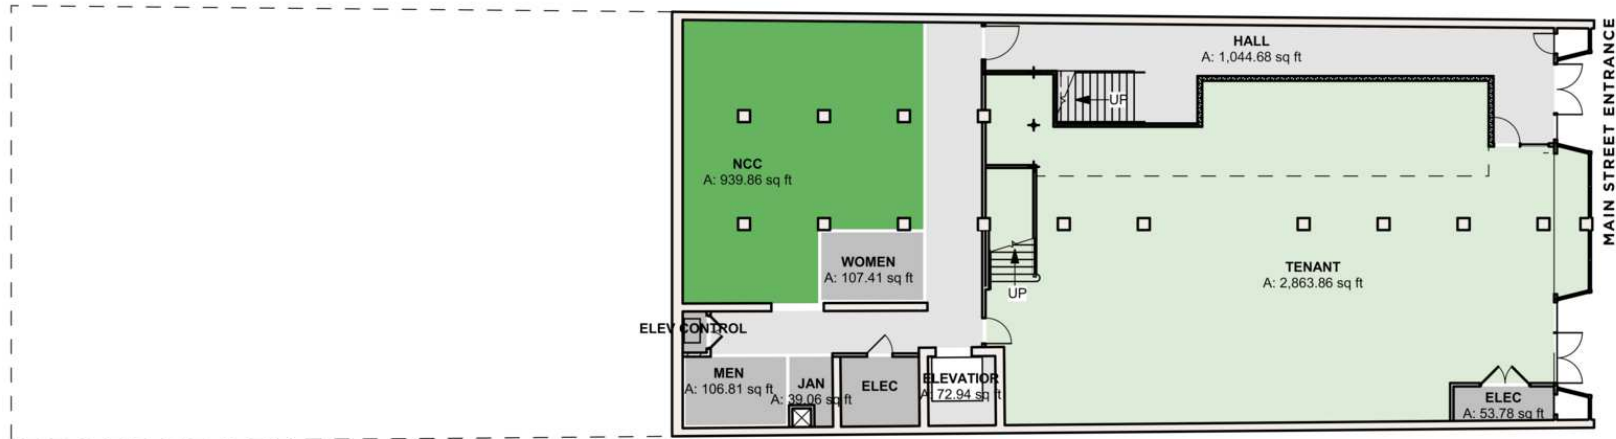 HALL
A: 1,044.68 sq ft
MAIN STREET ENTRANCE
UP
NCC
A: 939.86 sq ft
WOMEN
A: 107.41 sq ft
TENANT
A: 2,863.86 sq ft
UP
ELEV CONTROL
MEN
A: 106.81 sq ft
JAN
A: 39.06 sq ft
ELEC
ELEVATIOR
A: 72.94 sq ft
ELEC
A: 53.78 sq ft